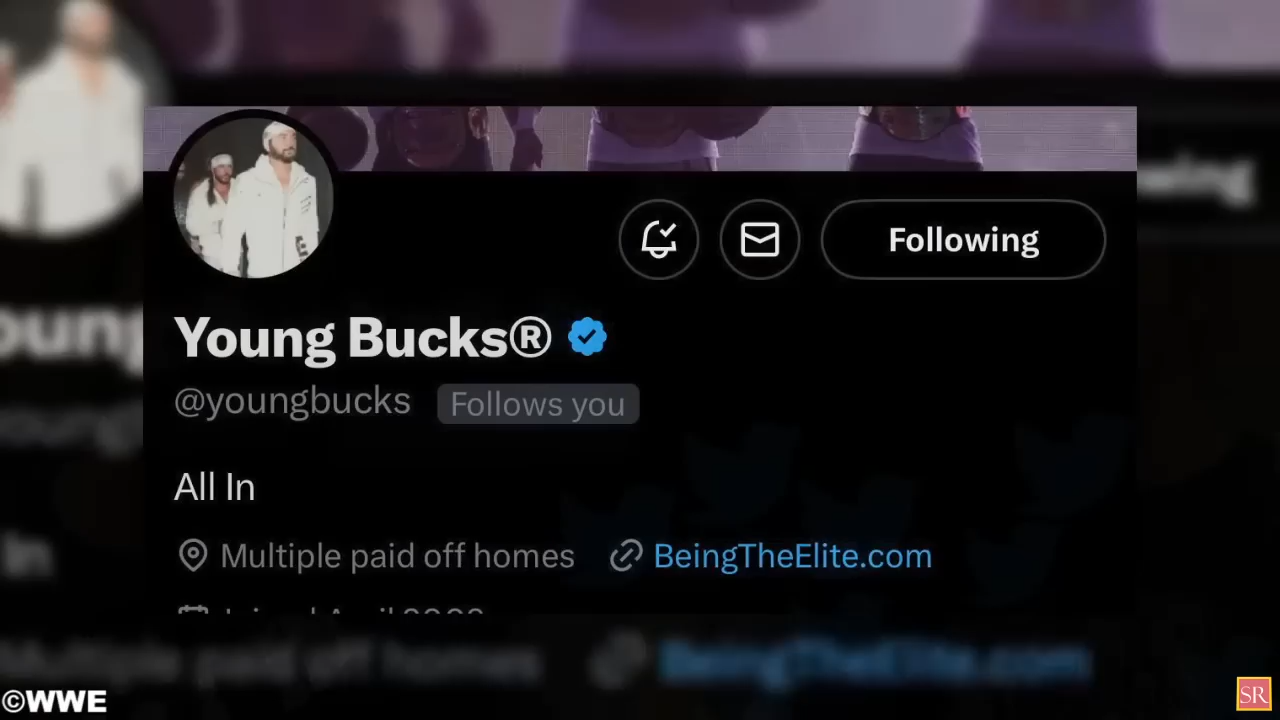 Following
Young Bucks®
@youngbucks Follows you
All In
Multiple paid off homes BeingTheElite.com
©WWE
SR